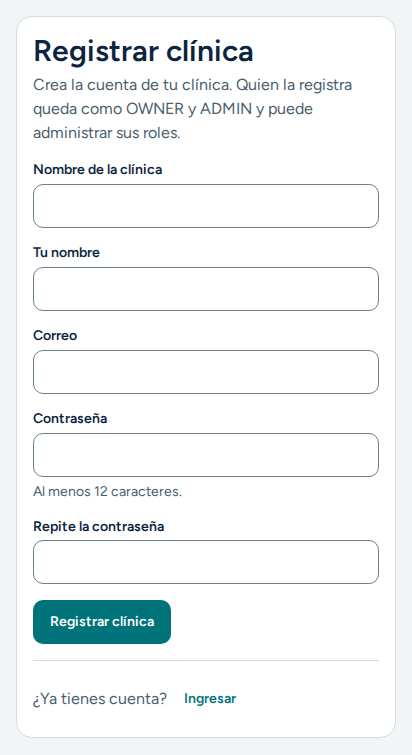 Registrar clínica
Crea la cuenta de tu clínica. Quien la registra
queda como OWNER y ADMIN y puede
administrar sus roles.
Nombre de la clínica
Tu nombre
Correo
Contraseña
Al menos 12 caracteres.
Repite la contraseña
Registrar clínica
¿Ya tienes cuenta? Ingresar